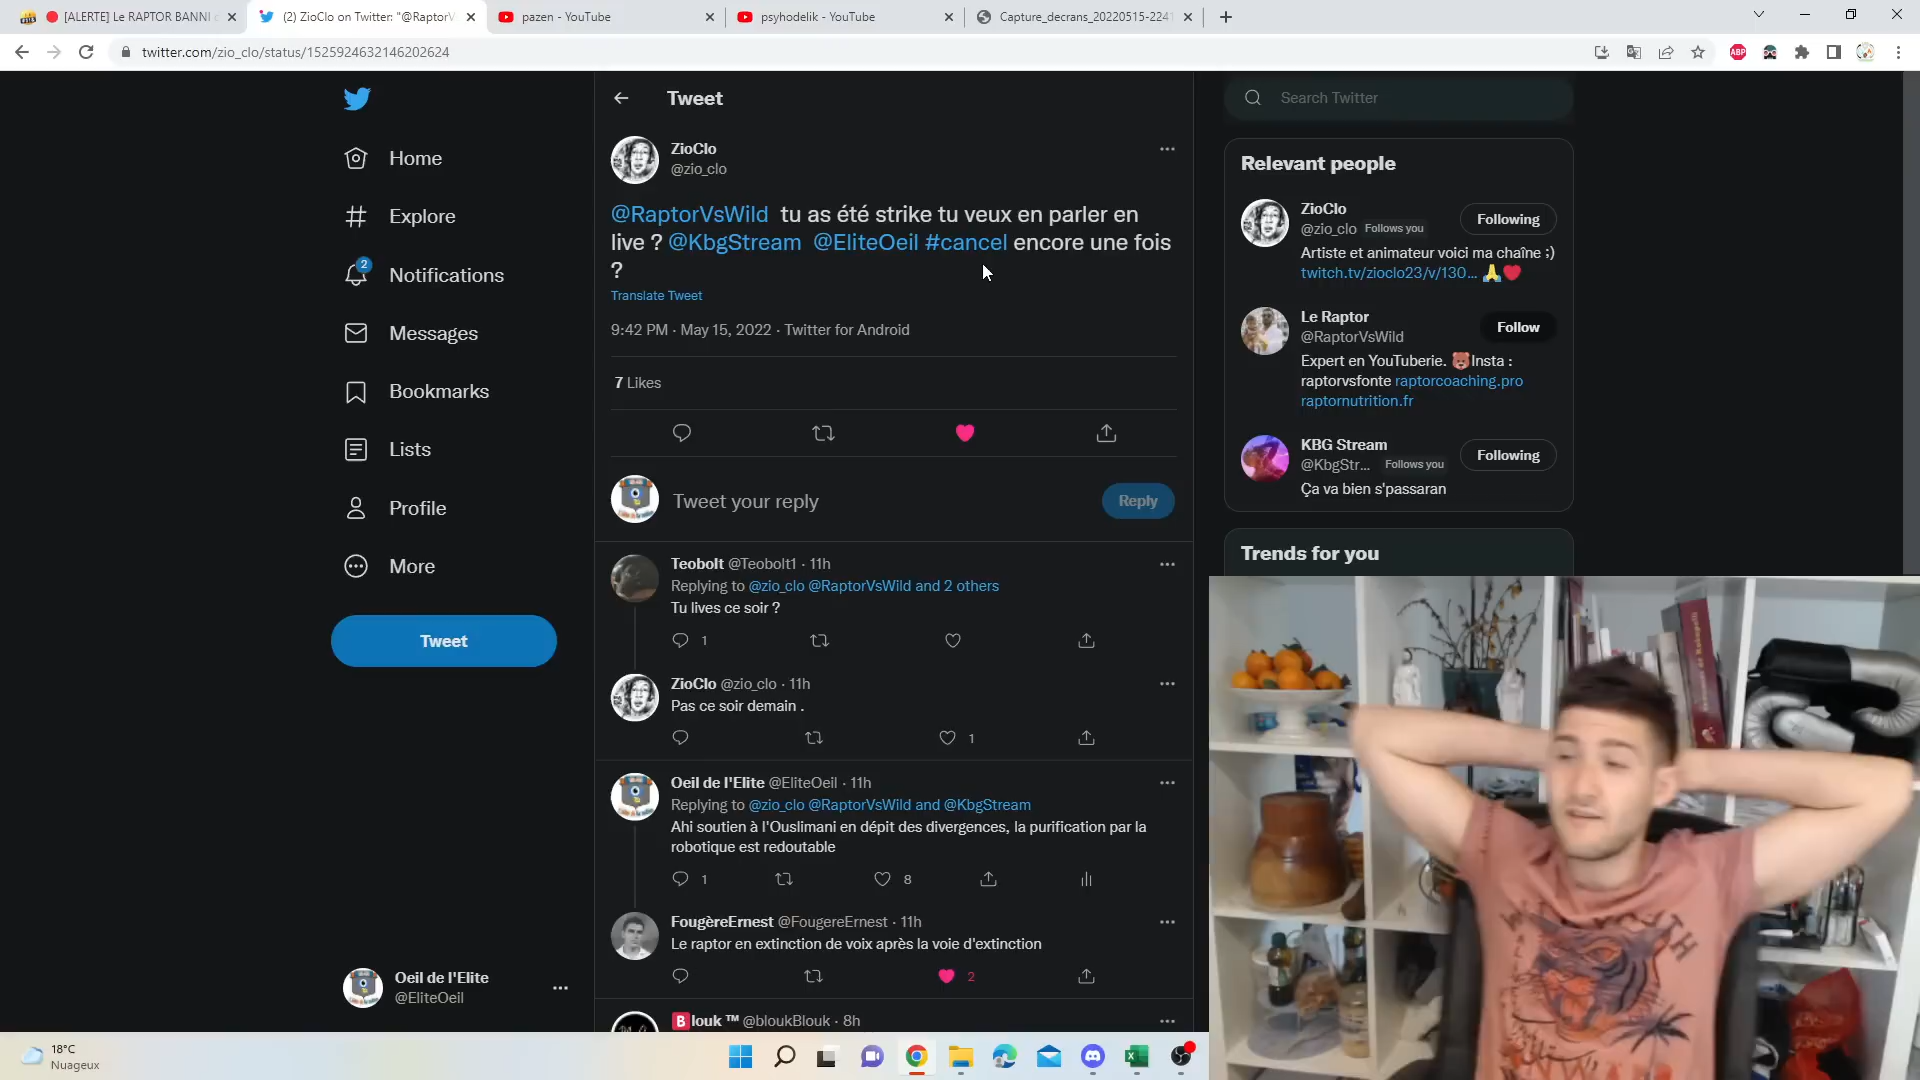 [ALERTE] Le RAPTOR BANNI
(2) ZioClo on Twitter: "@RaptorV
pazen - YouTube
psyhodelik - YouTube
Capture_decrans_20220515-2241
twitter.com/zio_clo/status/1525924632146202624
ABP
Home
Explore
2
Notifications
Messages
Bookmarks
Lists
Profile
More
Tweet
Oeil de l'Elite
@EliteOeil
Tweet
ZioClo
@zio_clo
@RaptorVsWild tu as été strike tu veux en parler en
live ? @KbgStream @EliteOeil #cancel encore une fois
?
Translate Tweet
9:42 PM · May 15, 2022 · Twitter for Android
7 Likes
Tweet your reply
Reply
Teobolt @Teobolt1 · 11h
Replying to @zio_clo @RaptorVsWild and 2 others
Tu lives ce soir ?
1
ZioClo @zio_clo · 11h
Pas ce soir demain .
1
Oeil de l'Elite @EliteOeil · 11h
Replying to @zio_clo @RaptorVsWild and @KbgStream
Ahi soutien à l'Ouslimani en dépit des divergences, la purification par la
robotique est redoutable
1 8
FougèreErnest @FougereErnest · 11h
Le raptor en extinction de voix après la voie d'extinction
2
Blouk ™ @bloukBlouk · 8h
Search Twitter
Relevant people
ZioClo
@zio_clo Follows you
Following
Artiste et animateur voici ma chaîne ;)
twitch.tv/zioclo23/v/130...
Le Raptor
@RaptorVsWild
Follow
Expert en YouTuberie. Insta :
raptorvsfonte raptorcoaching.pro
raptornutrition.fr
KBG Stream
@KbgStr... Follows you
Following
Ça va bien s'passaran
Trends for you
18°C
Nuageux